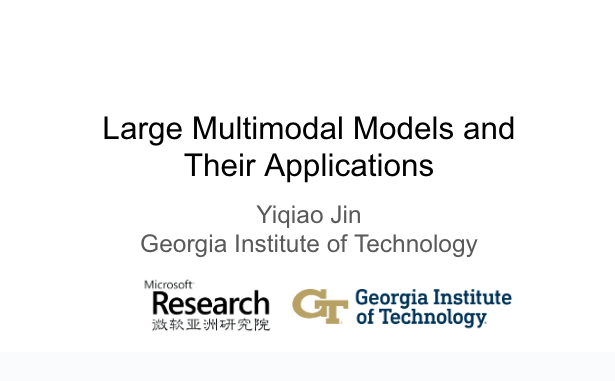 Large Multimodal Models and
Their Applications
Yiqiao Jin
Georgia Institute of Technology
Microsoft
Research
微软亚洲研究院
GT
Georgia Institute
of Technology